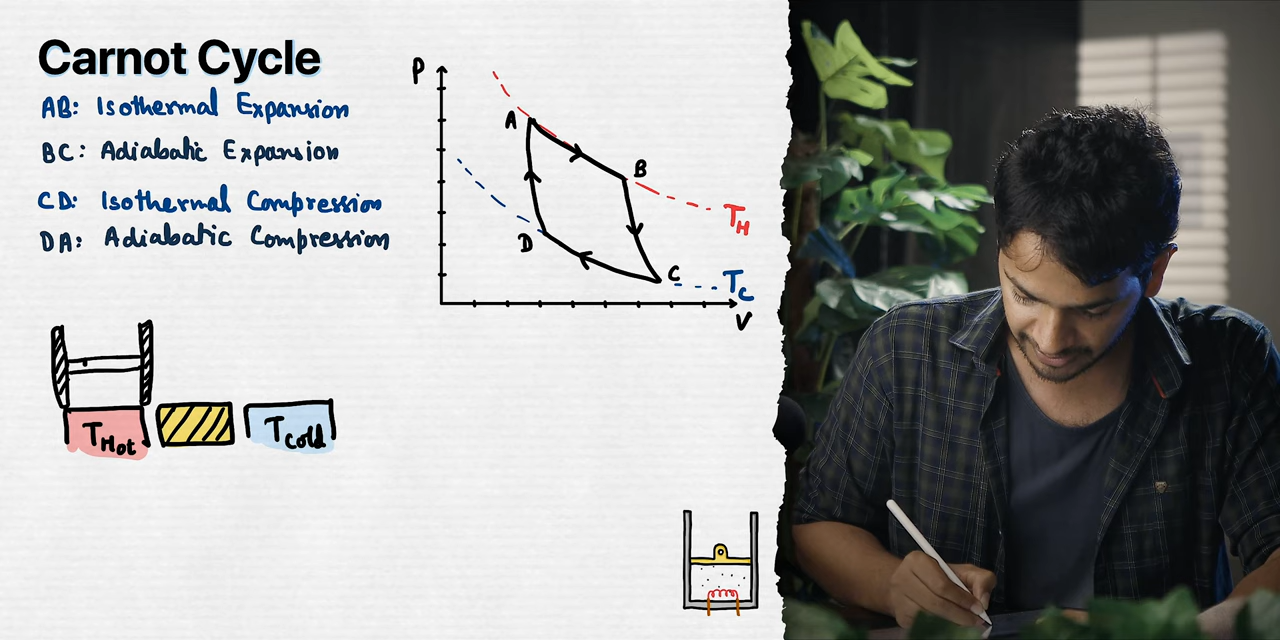 Carnot Cycle
AB: Isothermal Expansion
BC: Adiabatic Expansion
CD: Isothermal Compression
DA: Adiabatic Compression
P
A
B
T_H
D
C
T_C
V
T_Hot
T_Cold